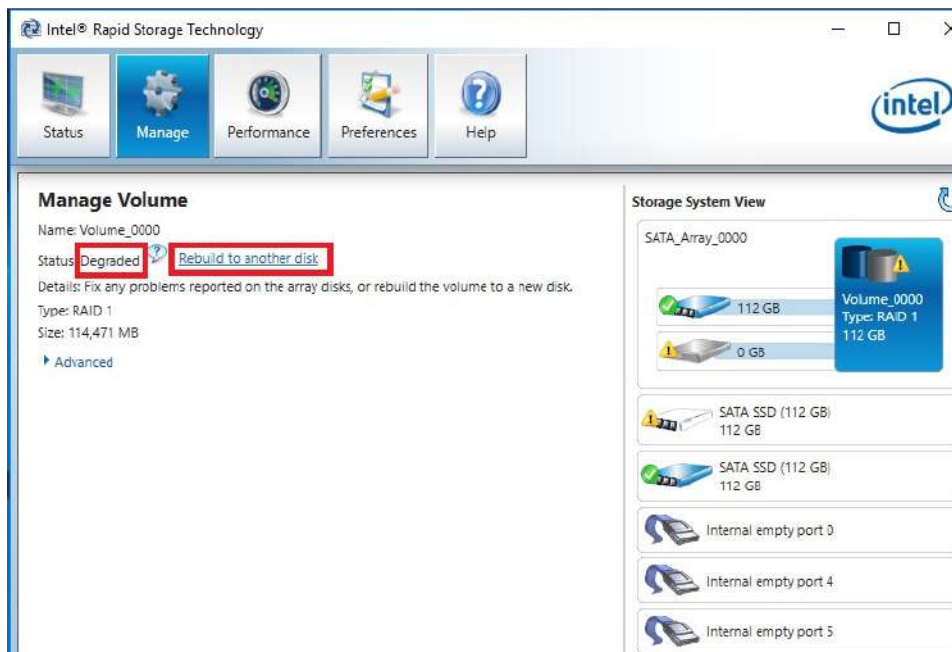 Intel® Rapid Storage Technology
Status
Manage
Performance
Preferences
Help
intel
Manage Volume
Name: Volume_0000
Status: Degraded ? Rebuild to another disk
Details: Fix any problems reported on the array disks, or rebuild the volume to a new disk.
Type: RAID 1
Size: 114,471 MB
Advanced
Storage System View
SATA_Array_0000
112 GB
0 GB
Volume_0000
Type: RAID 1
112 GB
SATA SSD (112 GB)
112 GB
SATA SSD (112 GB)
112 GB
Internal empty port 0
Internal empty port 4
Internal empty port 5